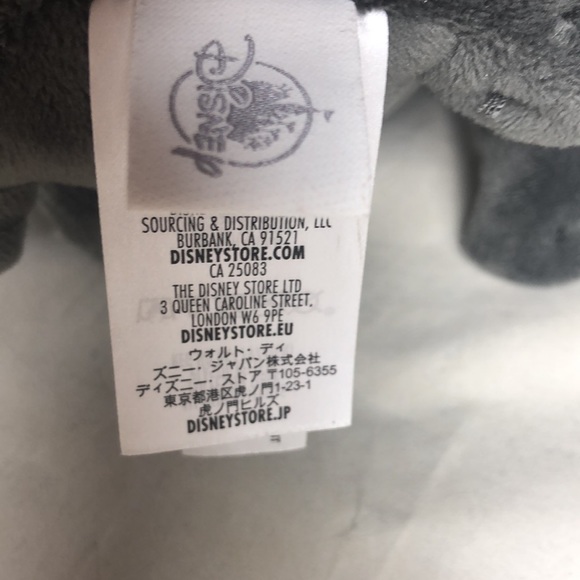 DISNEY
SOURCING & DISTRIBUTION, LLC
BURBANK, CA 91521
DISNEYSTORE.COM
CA 25083
THE DISNEY STORE LTD
3 QUEEN CAROLINE STREET,
LONDON W6 9PE
DISNEYSTORE.EU
ウォルト・ディ
ズニー・ジャパン株式会社
ディズニー・ストア 〒105-6355
東京都港区虎ノ門1-23-1
虎ノ門ヒルズ
DISNEYSTORE.JP